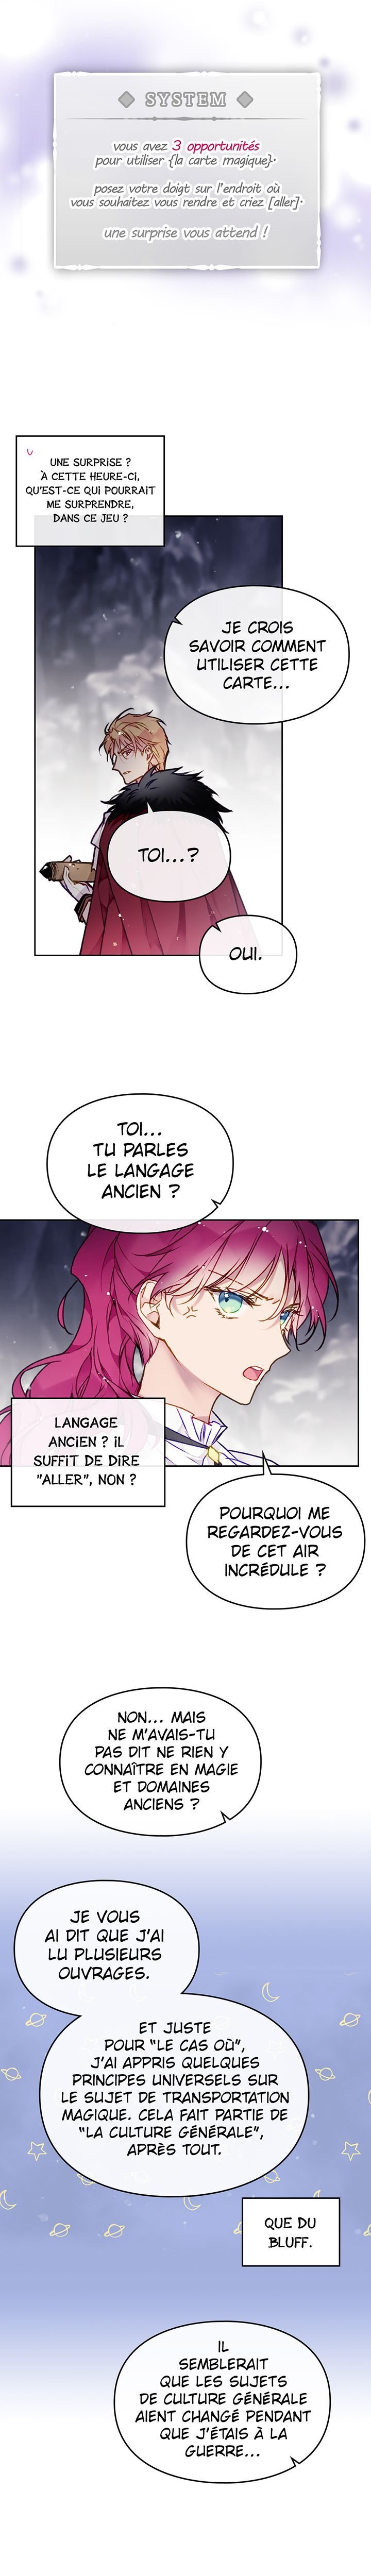 SYSTEM
vous avez 3 opportunités
pour utiliser {la carte magique}.
posez votre doigt sur l'endroit où
vous souhaitez vous rendre et criez [aller].
une surprise vous attend !
UNE SURPRISE ?
À CETTE HEURE-CI,
QU'EST-CE QUI POURRAIT
ME SURPRENDRE,
DANS CE JEU ?
JE CROIS
SAVOIR COMMENT
UTILISER CETTE
CARTE...
TOI...?
OUI.
TOI...
TU PARLES
LE LANGAGE
ANCIEN ?
LANGAGE
ANCIEN ? IL
SUFFIT DE DIRE
"ALLER", NON ?
POURQUOI ME
REGARDEZ-VOUS
DE CET AIR
INCRÉDULE ?
NON... MAIS
NE M'AVAIS-TU
PAS DIT NE RIEN Y
CONNAÎTRE EN MAGIE
ET DOMAINES
ANCIENS ?
JE VOUS
AI DIT QUE J'AI
LU PLUSIEURS
OUVRAGES.
ET JUSTE
POUR "LE CAS OÙ",
J'AI APPRIS QUELQUES
PRINCIPES UNIVERSELS SUR
LE SUJET DE TRANSPORTATION
MAGIQUE. CELA FAIT PARTIE DE
"LA CULTURE GÉNÉRALE",
APRÈS TOUT.
QUE DU
BLUFF.
IL
SEMBLERAIT
QUE LES SUJETS
DE CULTURE GÉNÉRALE
AIENT CHANGÉ PENDANT
QUE J'ÉTAIS À LA
GUERRE...